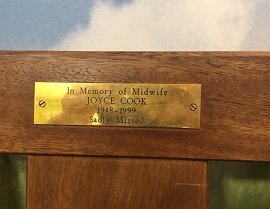 In Memory of Midwife
JOYCE COOK
1948-1999
Sadly Missed